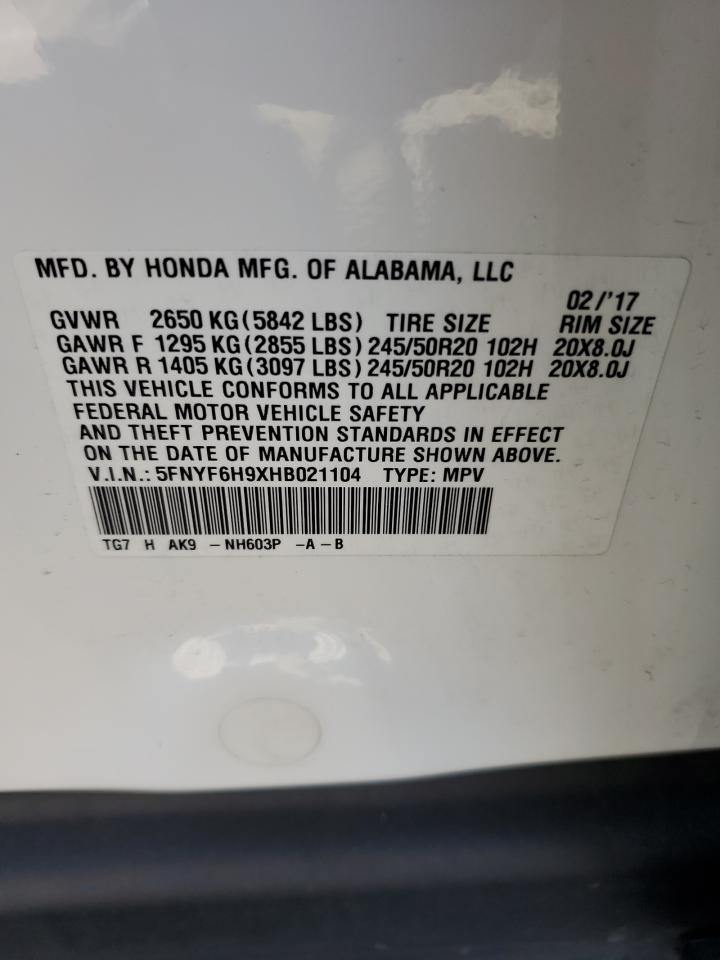 MFD. BY HONDA MFG. OF ALABAMA, LLC
02/'17
GVWR 2650 KG(5842 LBS) TIRE SIZE RIM SIZE
GAWR F 1295 KG(2855 LBS)245/50R20 102H 20X8.0J
GAWR R 1405 KG(3097 LBS)245/50R20 102H 20X8.0J
THIS VEHICLE CONFORMS TO ALL APPLICABLE
FEDERAL MOTOR VEHICLE SAFETY
AND THEFT PREVENTION STANDARDS IN EFFECT
ON THE DATE OF MANUFACTURE SHOWN ABOVE.
V.I.N.: 5FNYF6H9XHB021104 TYPE: MPV
TG7 H AK9 -NH603P -A-B